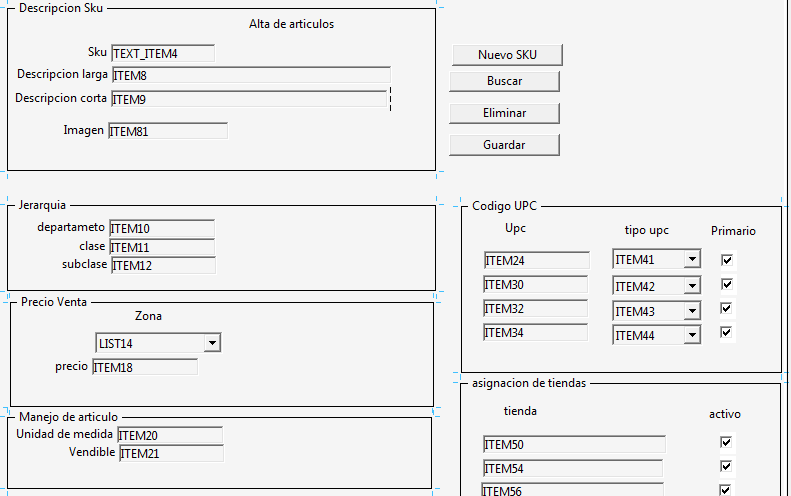 Descripcion Sku
Alta de articulos
Sku TEXT_ITEM4
Descripcion larga ITEM8
Descripcion corta ITEM9
Imagen ITEM81
Nuevo SKU
Buscar
Eliminar
Guardar
Jerarquia
departameto ITEM10
clase ITEM11
subclase ITEM12
Precio Venta
Zona
LIST14
precio ITEM18
Manejo de articulo
Unidad de medida ITEM20
Vendible ITEM21
Codigo UPC
Upc tipo upc Primario
ITEM24 ITEM41
ITEM30 ITEM42
ITEM32 ITEM43
ITEM34 ITEM44
asignacion de tiendas
tienda activo
ITEM50
ITEM54
ITEM56